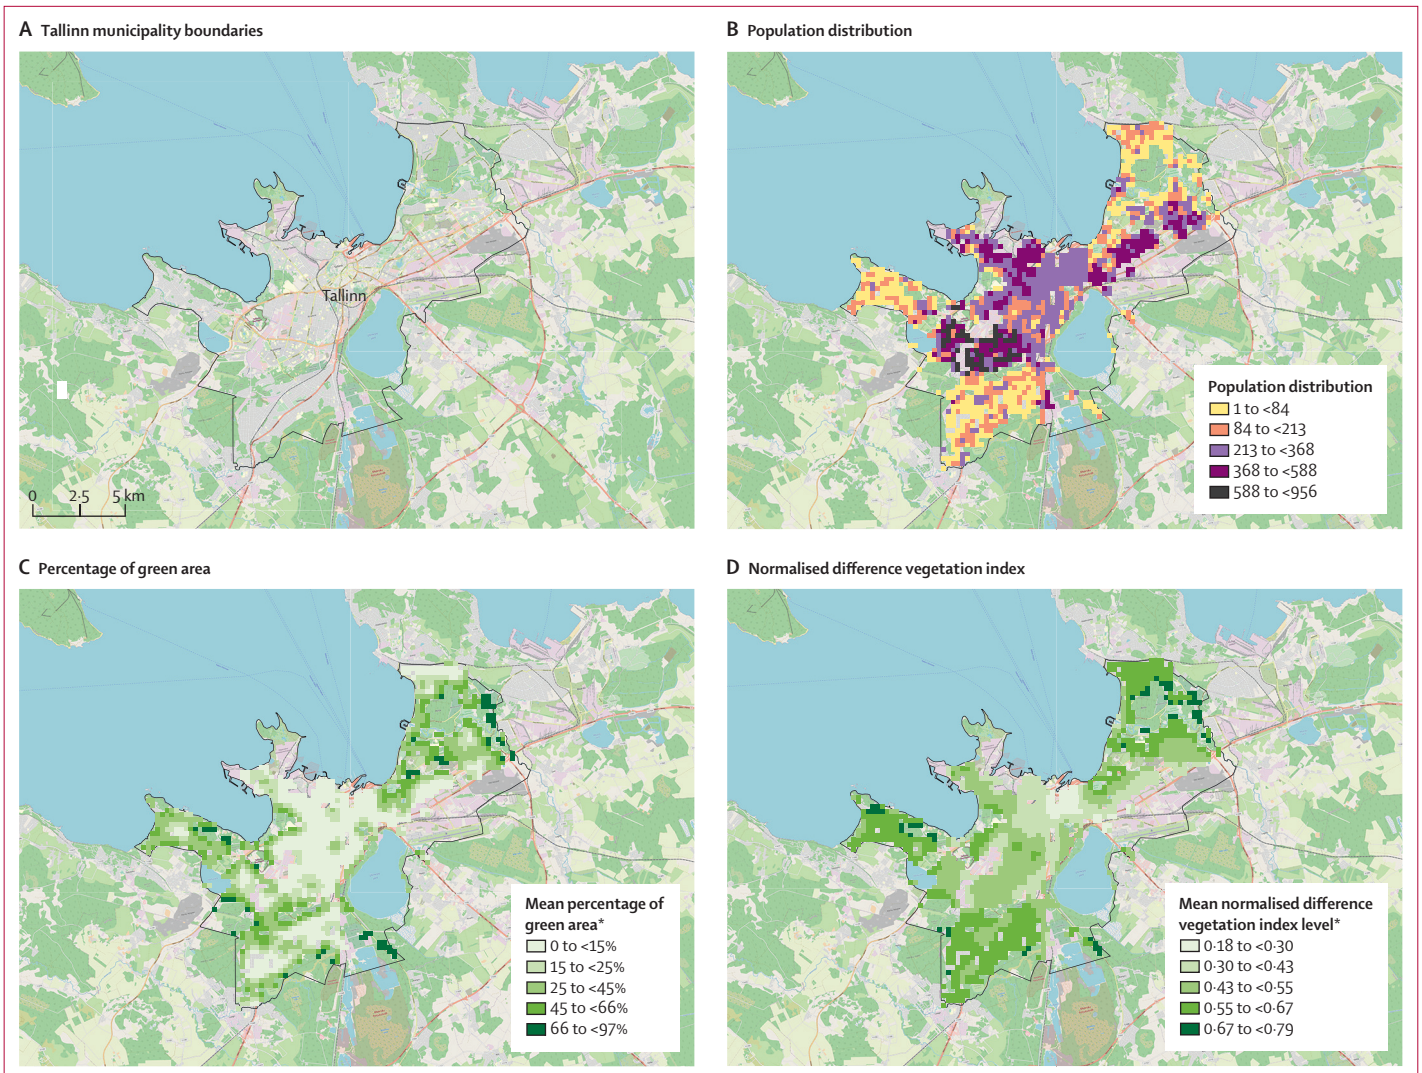 A Tallinn municipality boundaries
Tallinn
0 2·5 5 km
B Population distribution
Population distribution
1 to <84
84 to <213
213 to <368
368 to <588
588 to <956
C Percentage of green area
Mean percentage of
green area*
0 to <15%
15 to <25%
25 to <45%
45 to <66%
66 to <97%
D Normalised difference vegetation index
Mean normalised difference
vegetation index level*
0·18 to <0·30
0·30 to <0·43
0·43 to <0·55
0·55 to <0·67
0·67 to <0·79